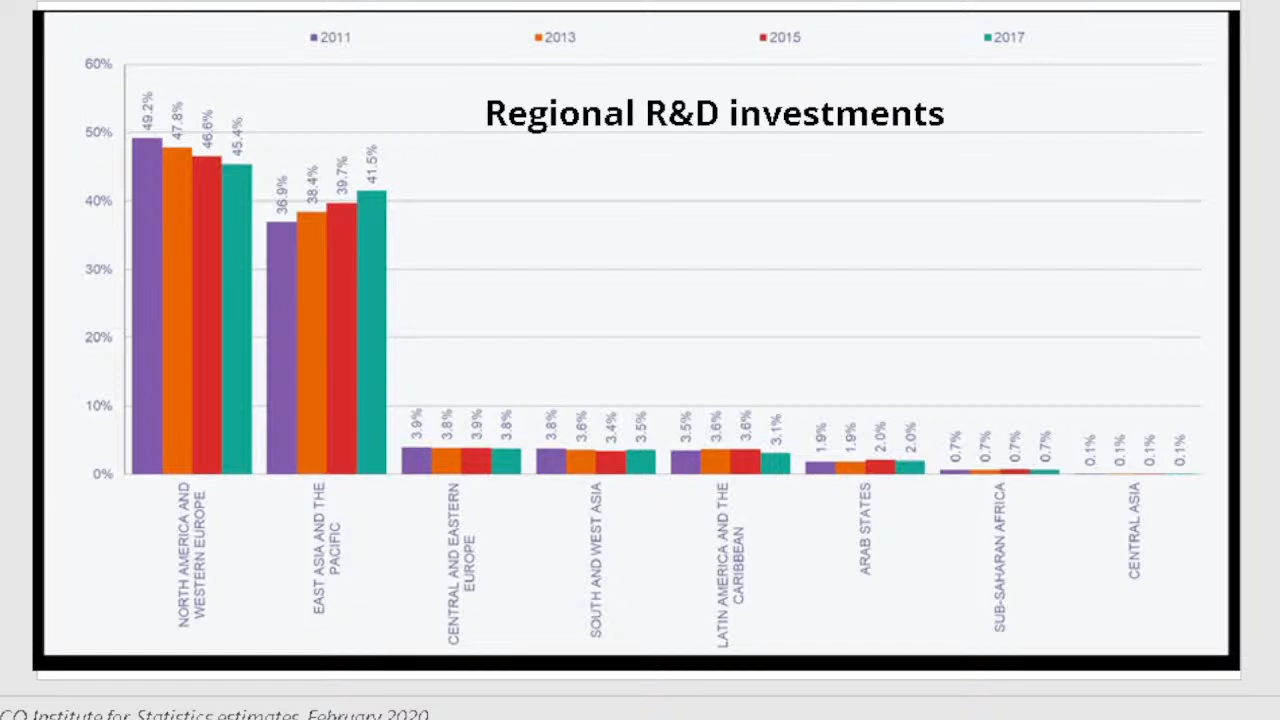 2011 2013 2015 2017
Regional R&D investments
60%
50%
40%
30%
20%
10%
0%
49.2% 47.8% 46.6% 45.4%
36.9% 38.4% 39.7% 41.5%
3.9% 3.8% 3.9% 3.8%
3.8% 3.6% 3.4% 3.5%
3.5% 3.6% 3.6% 3.1%
1.9% 1.9% 2.0% 2.0%
0.7% 0.7% 0.7% 0.7%
0.1% 0.1% 0.1% 0.1%
NORTH AMERICA AND
WESTERN EUROPE
EAST ASIA AND THE
PACIFIC
CENTRAL AND EASTERN
EUROPE
SOUTH AND WEST ASIA
LATIN AMERICA AND THE
CARIBBEAN
ARAB STATES
SUB-SAHARAN AFRICA
CENTRAL ASIA
CO Institute for Statistics estimates, February 2020